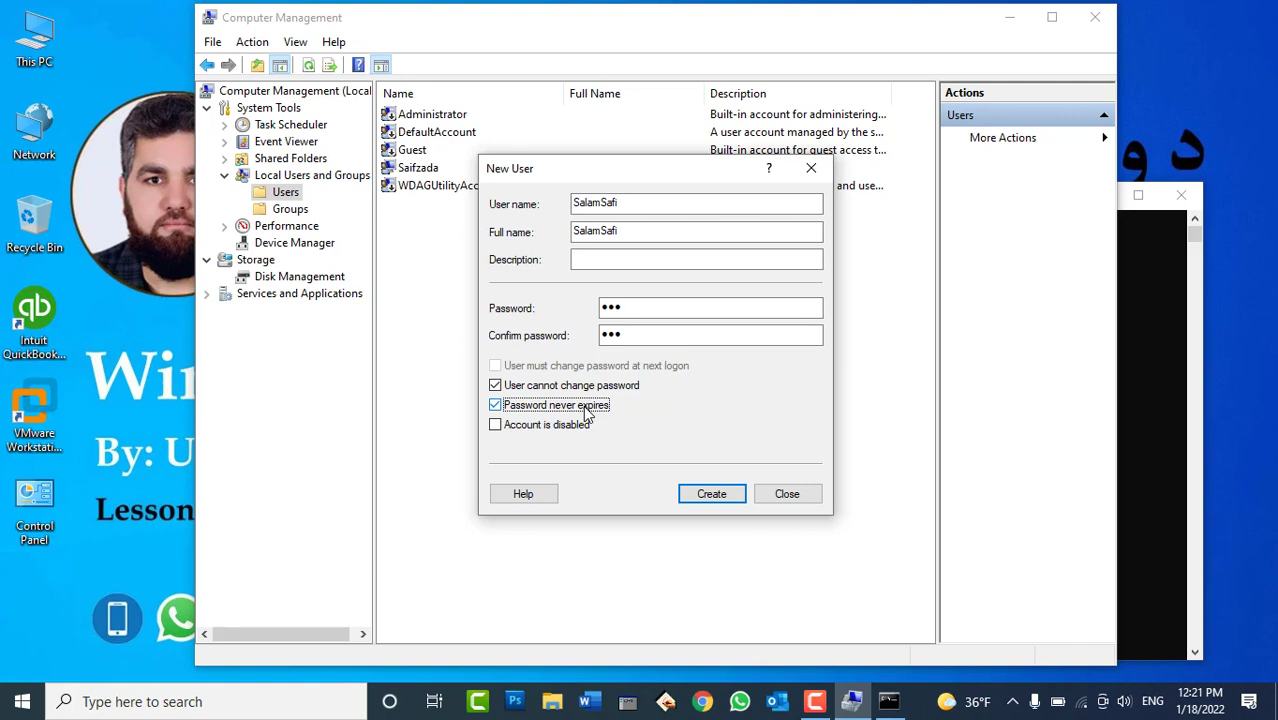 This PC
Network
Recycle Bin
Intuit
QuickBook...
VMware
Workstati...
Control
Panel
Win
By: U
Lesson
د و
Computer Management
File Action View Help
Computer Management (Local
System Tools
Task Scheduler
Event Viewer
Shared Folders
Local Users and Groups
Users
Groups
Performance
Device Manager
Storage
Disk Management
Services and Applications
Name Full Name Description
Administrator Built-in account for administering...
DefaultAccount A user account managed by the s...
Guest Built-in account for guest access t...
Saifzada
WDAGUtilityAcc and use...
Actions
Users
More Actions
New User
User name: SalamSafi
Full name: SalamSafi
Description:
Password: •••
Confirm password: •••
User must change password at next logon
User cannot change password
Password never expires
Account is disabled
Help Create Close
Type here to search
36°F
ENG
12:21 PM
1/18/2022